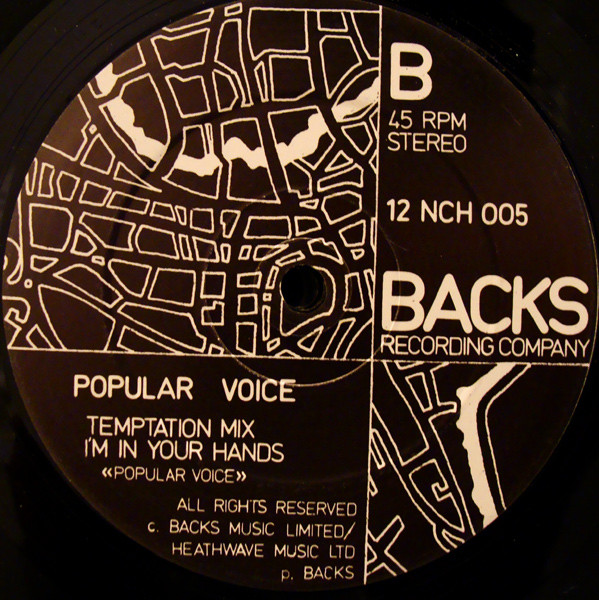 B
45 RPM
STEREO
12 NCH 005
BACKS
RECORDING COMPANY
POPULAR VOICE
TEMPTATION MIX
I'M IN YOUR HANDS
«POPULAR VOICE»
ALL RIGHTS RESERVED
c. BACKS MUSIC LIMITED/
HEATHWAVE MUSIC LTD
p. BACKS